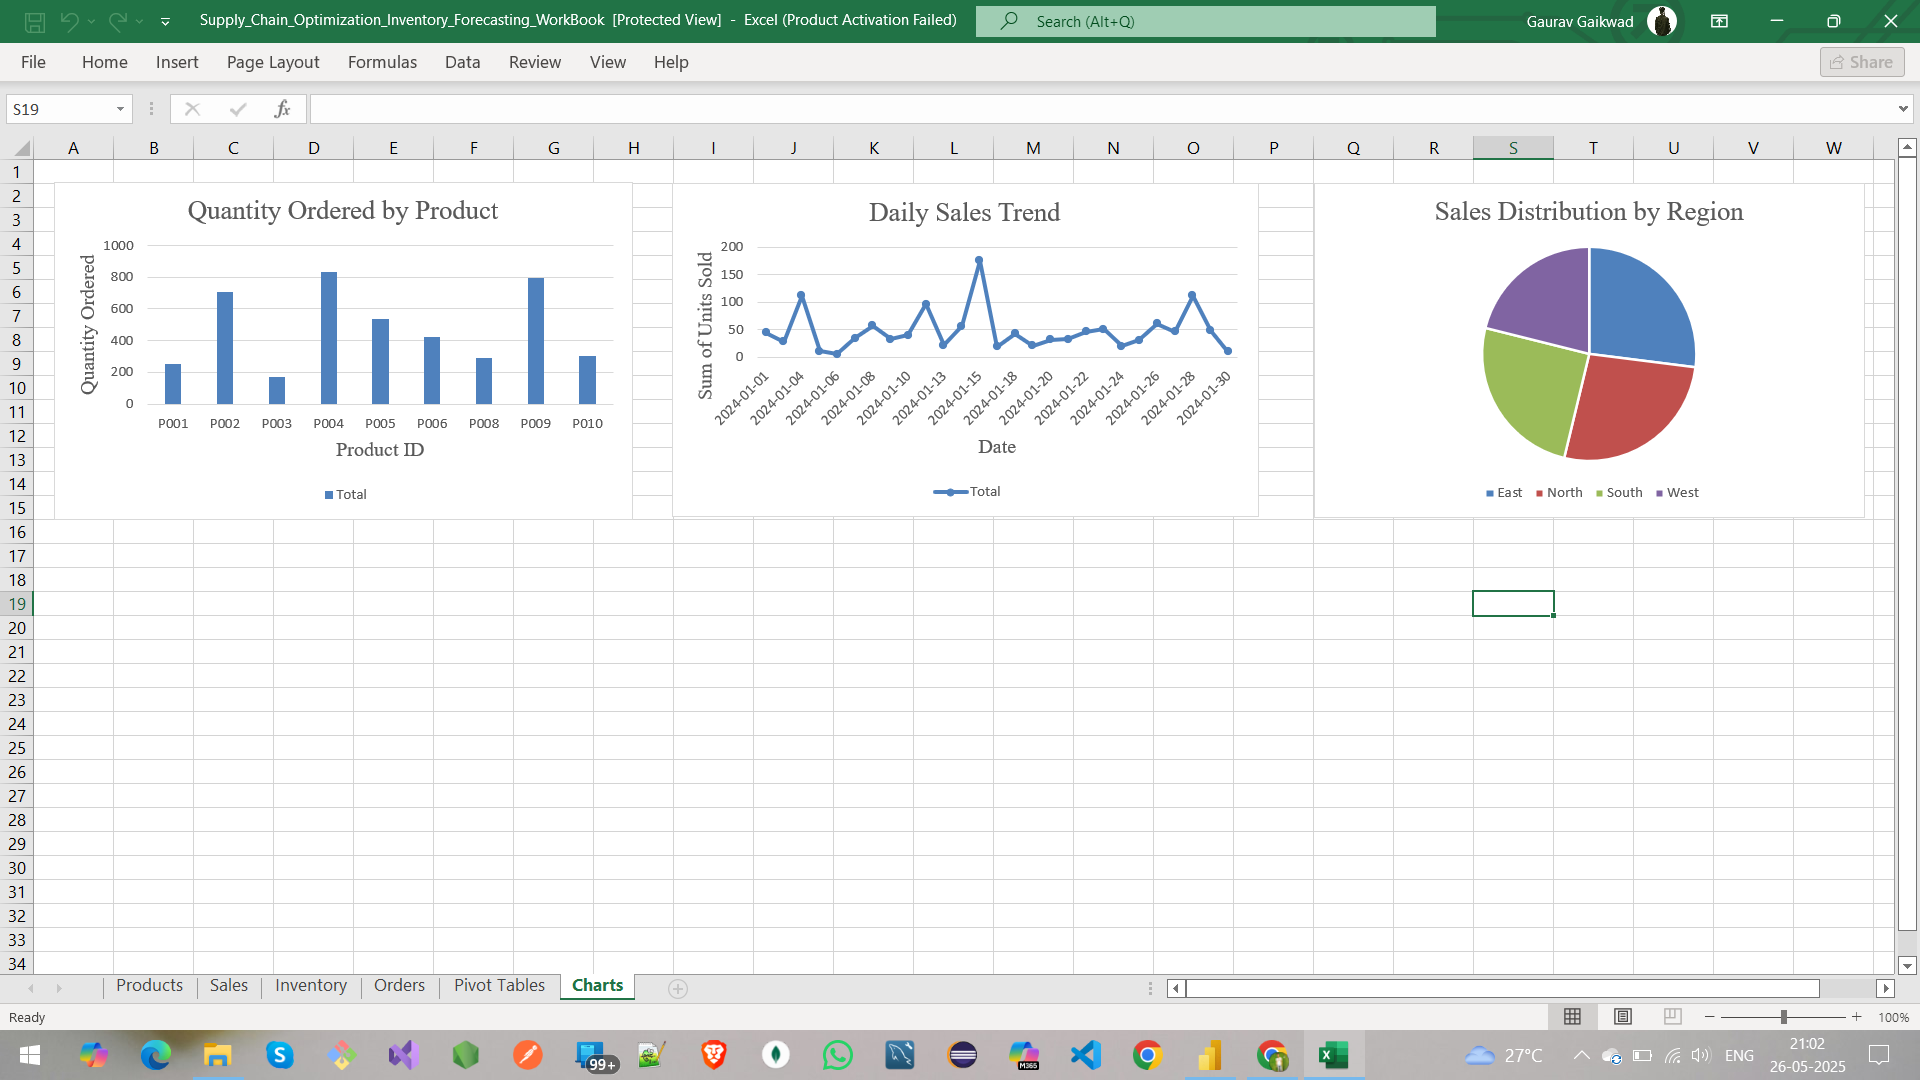 Supply_Chain_Optimization_Inventory_Forecasting_WorkBook [Protected View] - Excel (Product Activation Failed)
Search (Alt+Q)
Gaurav Gaikwad
File Home Insert Page Layout Formulas Data Review View Help
Share
S19
fx
A B C D E F G H I J K L M N O P Q R S T U V W
1
2
3
4
5
6
7
8
9
10
11
12
13
14
15
16
17
18
19
20
21
22
23
24
25
26
27
28
29
30
31
32
33
34
Quantity Ordered by Product
Quantity Ordered
1000
800
600
400
200
0
P001 P002 P003 P004 P005 P006 P008 P009 P010
Product ID
Total
Daily Sales Trend
Sum of Units Sold
200
150
100
50
0
2024-01-01 2024-01-04 2024-01-06 2024-01-08 2024-01-10 2024-01-13 2024-01-15 2024-01-18 2024-01-20 2024-01-22 2024-01-24 2024-01-26 2024-01-28 2024-01-30
Date
Total
Sales Distribution by Region
East North South West
Products Sales Inventory Orders Pivot Tables Charts
Ready
100%
99+
M365
27°C
ENG
21:02
26-05-2025